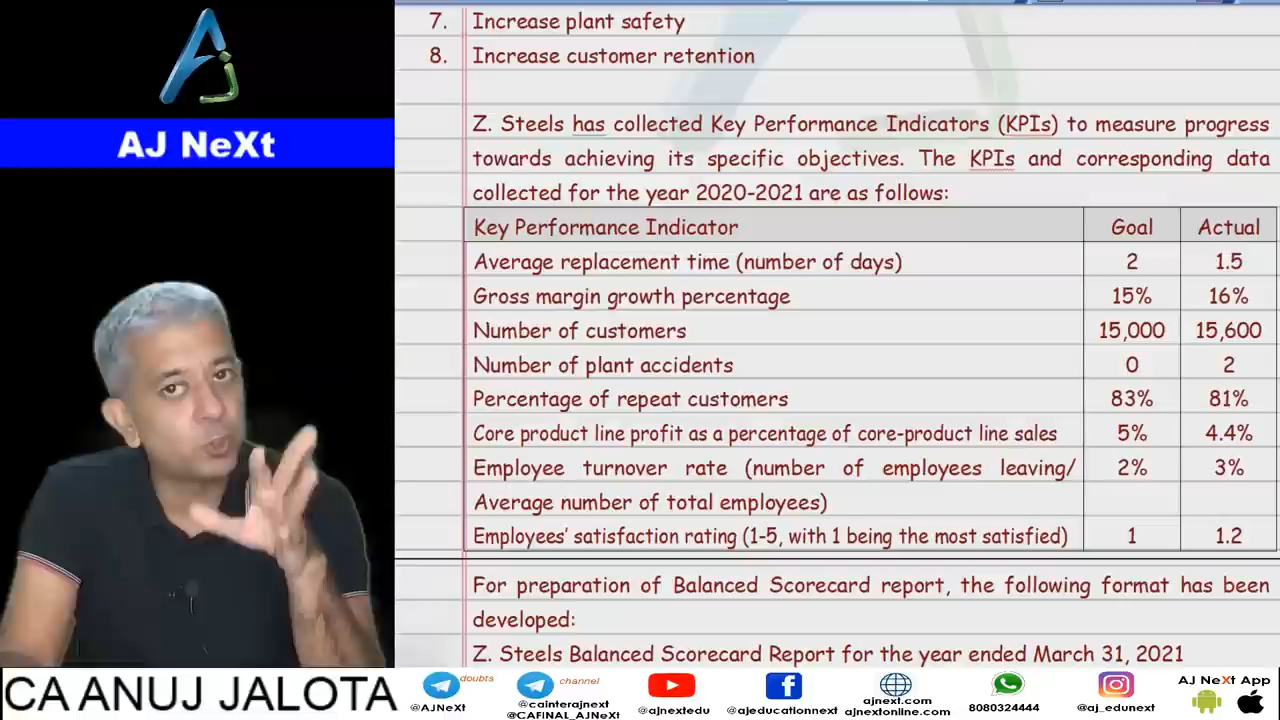 7. Increase plant safety
8. Increase customer retention
AJ NeXt
Z. Steels has collected Key Performance Indicators (KPIs) to measure progress
towards achieving its specific objectives. The KPIs and corresponding data
collected for the year 2020-2021 are as follows:
Key Performance Indicator Goal Actual
Average replacement time (number of days) 2 1.5
Gross margin growth percentage 15% 16%
Number of customers 15,000 15,600
Number of plant accidents 0 2
Percentage of repeat customers 83% 81%
Core product line profit as a percentage of core-product line sales 5% 4.4%
Employee turnover rate (number of employees leaving/ 2% 3%
Average number of total employees)
Employees' satisfaction rating (1-5, with 1 being the most satisfied) 1 1.2
For preparation of Balanced Scorecard report, the following format has been
developed:
Z. Steels Balanced Scorecard Report for the year ended March 31, 2021
CA ANUJ JALOTA
doubts
@AJNeXt
channel
@cainterajnext
@CAFINAL_AJNeXt
@ajnextedu
@ajeducationnext
ajnext.com
ajnextonline.com
8080324444
@aj_edunext
AJ NeXt App